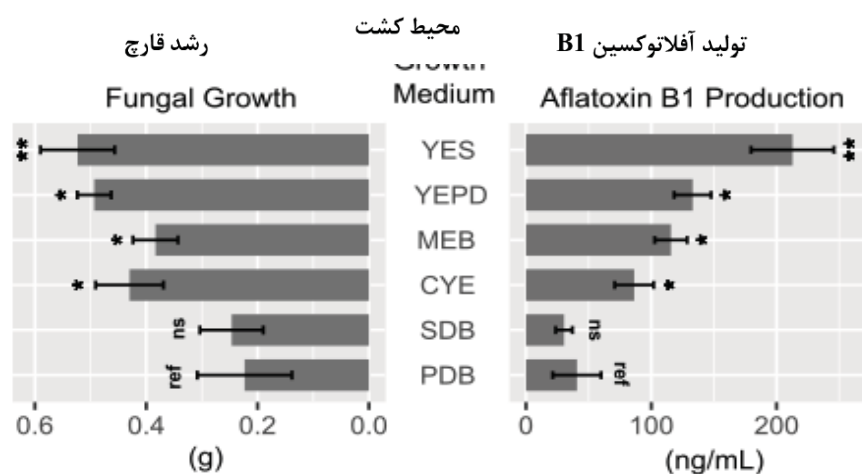 محیط کشت
رشد قارچ
تولید آفلاتوکسین B1
Growth
Fungal Growth
Medium
Aflatoxin B1 Production
** YES **
* YEPD *
* MEB *
* CYE *
ns SDB ns
ref PDB ref
0.6 0.4 0.2 0.0
0 100 200
(g)
(ng/mL)